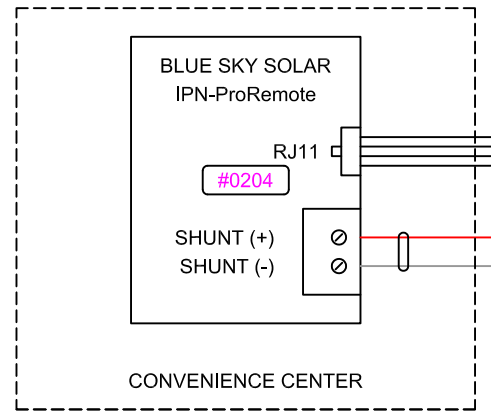 BLUE SKY SOLAR
IPN-ProRemote
RJ11
#0204
SHUNT (+)
SHUNT (-)
CONVENIENCE CENTER